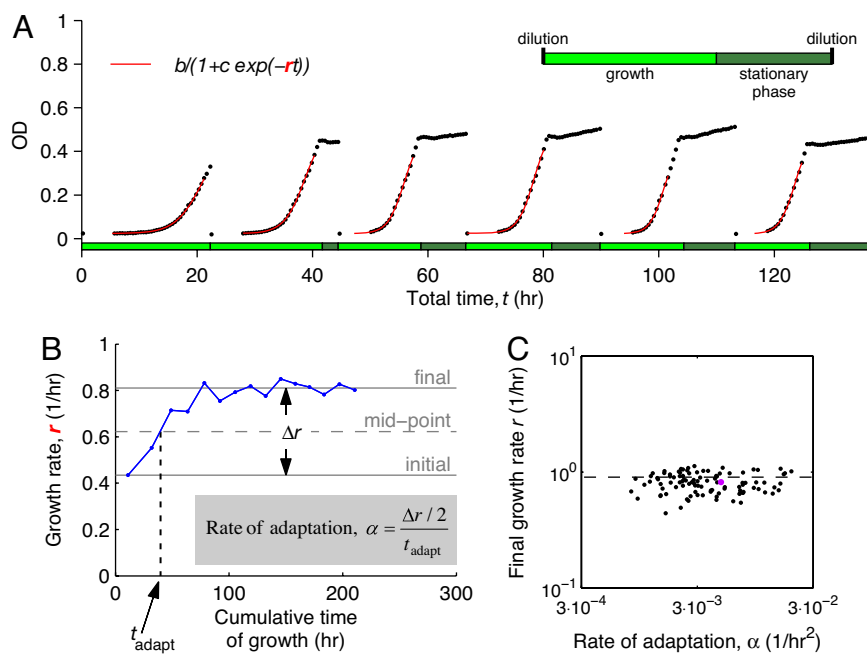 A
1
0.8
0.6
0.4
0.2
0
OD
b/(1+c exp(−rt))
dilution
dilution
growth
stationary
phase
0
20
40
60
80
100
120
Total time, t (hr)
B
1
0.8
0.6
0.4
0.2
0
Growth rate, r (1/hr)
final
mid−point
Δr
initial
Rate of adaptation, α = Δr / 2
t_adapt
0
100
200
300
t_adapt
Cumulative time
of growth (hr)
C
10^1
10^0
10^−1
Final growth rate r (1/hr)
3·10^−4
3·10^−3
3·10^−2
Rate of adaptation, α (1/hr^2)